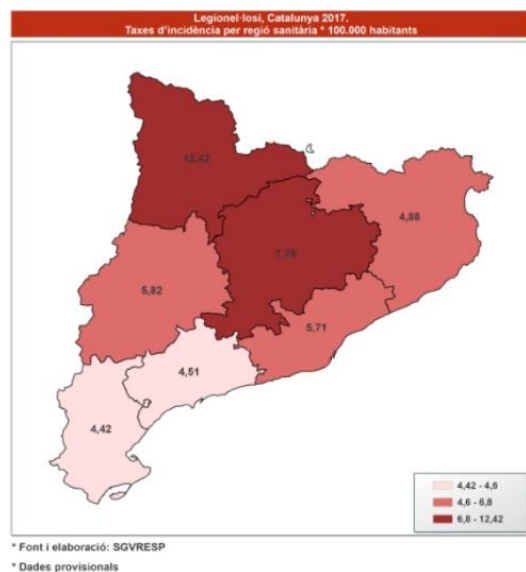 Legionel·losi, Catalunya 2017.
Taxes d'incidència per regió sanitària * 100.000 habitants
12,42
4,88
7,79
5,82
5,71
4,51
4,42
4,42 - 4,6
4,6 - 6,8
6,8 - 12,42
* Font i elaboració: SGVRESP
* Dades provisionals